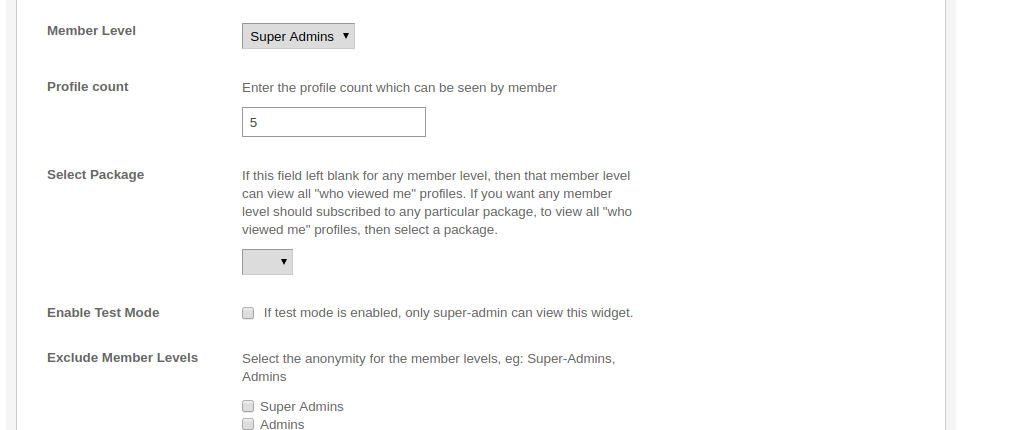 Member Level
Super Admins
Profile count
Enter the profile count which can be seen by member
5
Select Package
If this field left blank for any member level, then that member level
can view all "who viewed me" profiles. If you want any member
level should subscribed to any particular package, to view all "who
viewed me" profiles, then select a package.
Enable Test Mode
If test mode is enabled, only super-admin can view this widget.
Exclude Member Levels
Select the anonymity for the member levels, eg: Super-Admins,
Admins
Super Admins
Admins